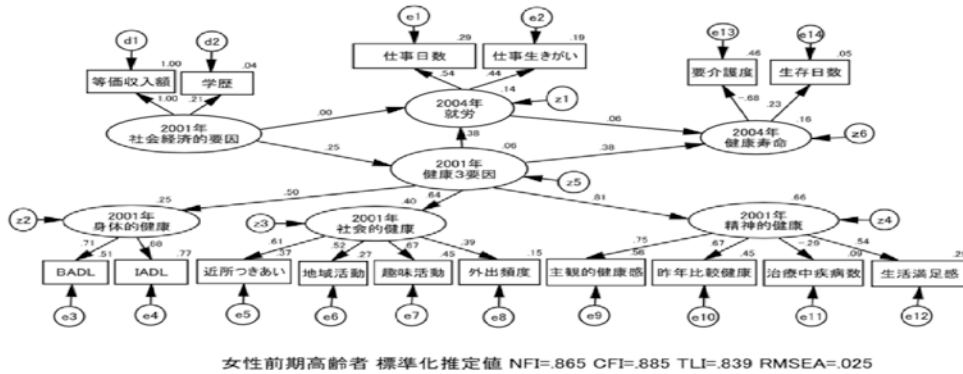 e1
e2
d1
d2
.29
.19
e13
e14
仕事日数
仕事生きがい
1.00
.04
.46
.05
等価収入額
学歴
要介護度
生存日数
.54
.44
1.00
.21
.14
-.68
.23
2004年
就労
z1
.00
.06
.16
2001年
社会経済的要因
2004年
健康寿命
z6
.38
.25
.06
.38
2001年
健康3要因
z5
.25
.50
.40
.64
.81
.66
z2
2001年
身体的健康
z3
2001年
社会的健康
2001年
精神的健康
z4
.71
.51
.88
.77
.61
.37
.52
.27
.67
.45
.39
.15
.75
.56
.67
.45
.09
.54
BADL
IADL
近所つきあい
地域活動
趣味活動
外出頻度
主観的健康感
昨年比較健康
治療中疾病数
生活満足感
e3
e4
e5
e6
e7
e8
e9
e10
e11
e12
女性前期高齢者 標準化推定値 NFI=.865 CFI=.885 TLI=.839 RMSEA=.025